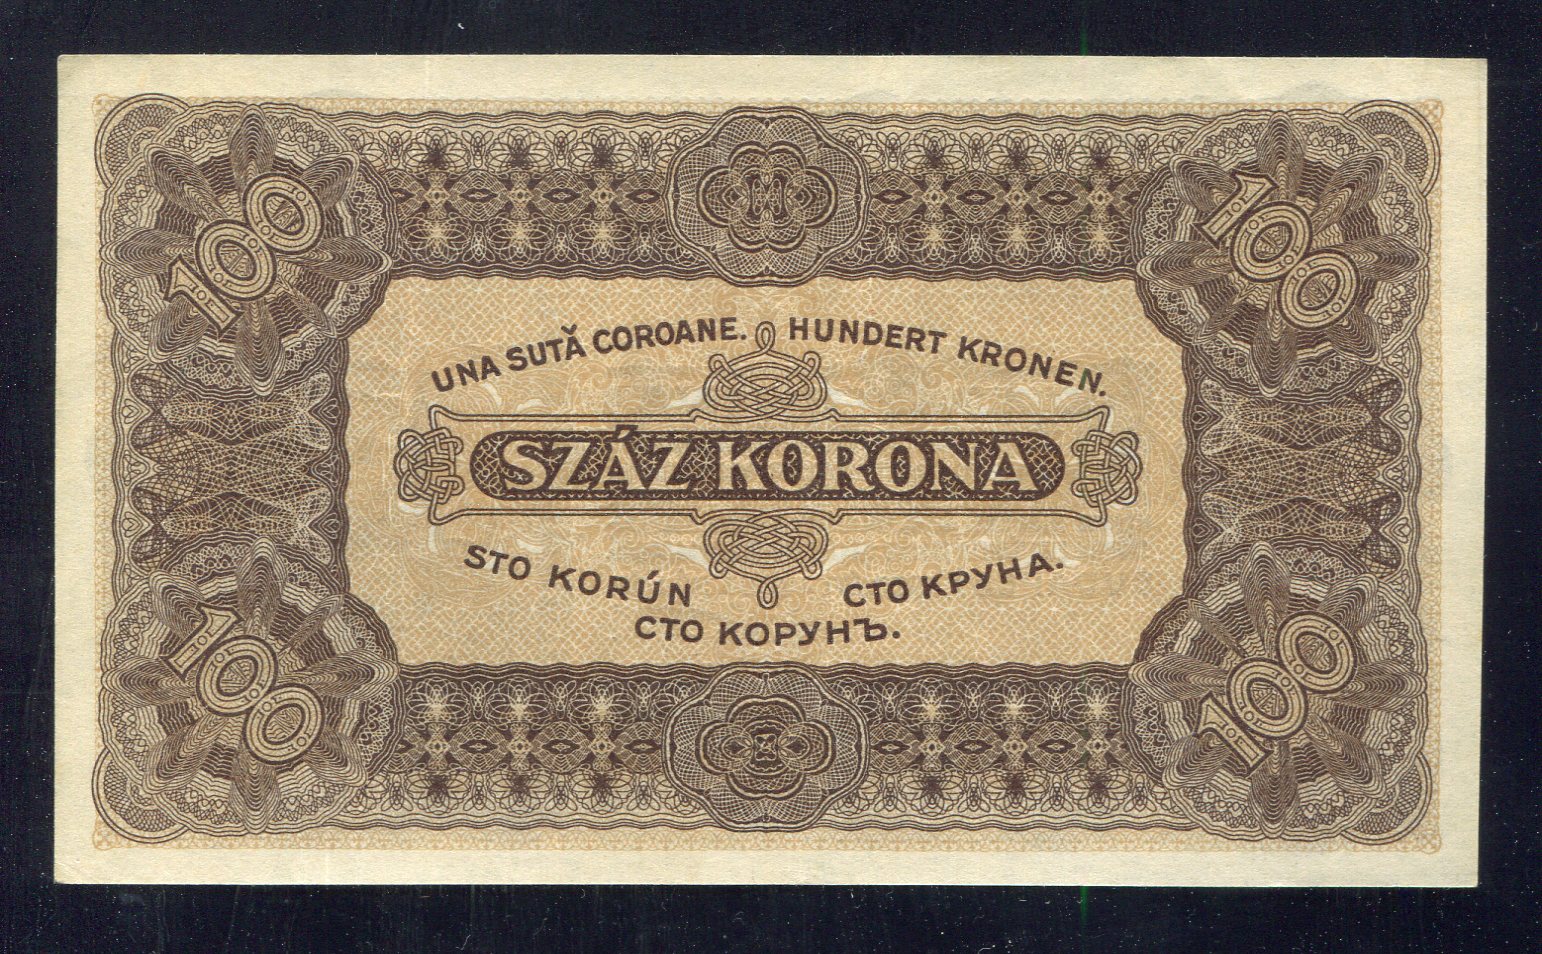 100
100
UNA SUTĂ COROANE. HUNDERT KRONEN.
SZÁZ KORONA
STO KORÚN
СТО КРУНА.
СТО КОРУНЪ.
100
100